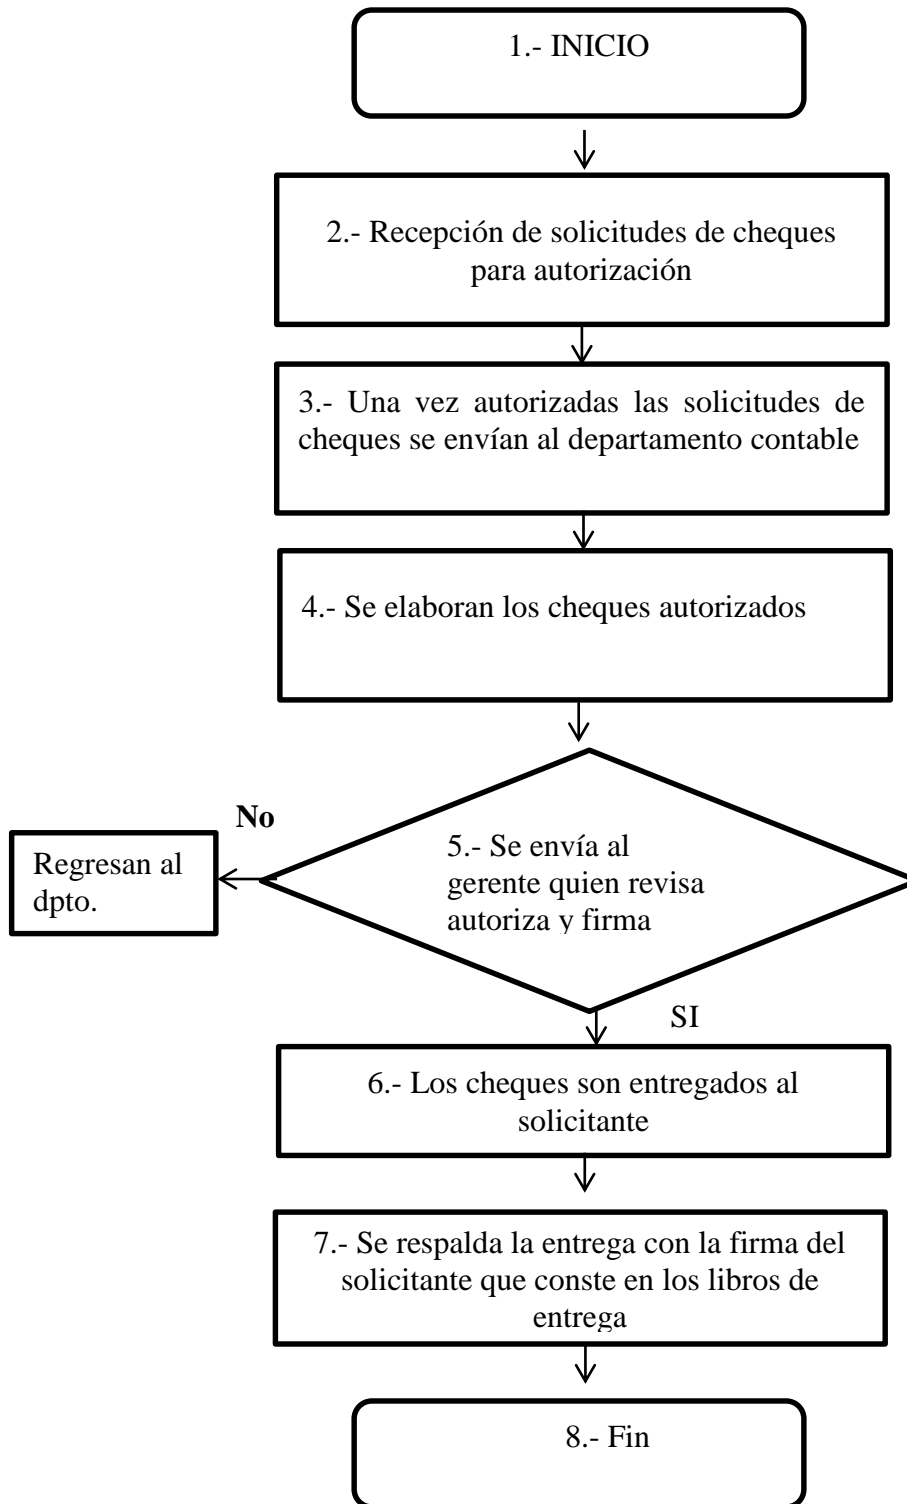 1.- INICIO
2.- Recepción de solicitudes de cheques
para autorización
3.- Una vez autorizadas las solicitudes de
cheques se envían al departamento contable
4.- Se elaboran los cheques autorizados
No
Regresan al
dpto.
5.- Se envía al
gerente quien revisa
autoriza y firma
SI
6.- Los cheques son entregados al
solicitante
7.- Se respalda la entrega con la firma del
solicitante que conste en los libros de
entrega
8.- Fin